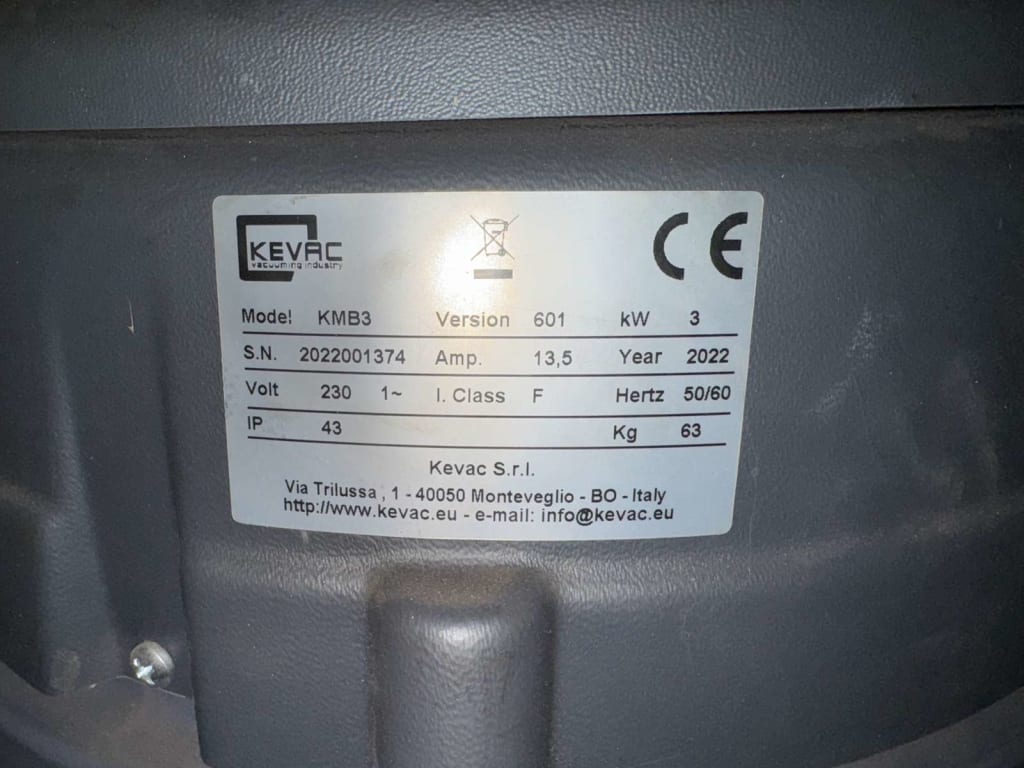 KEVAC
vacuuming industry
CE
Model KMB3 Version 601 kW 3
S.N. 2022001374 Amp. 13,5 Year 2022
Volt 230 1~ I. Class F Hertz 50/60
IP 43 Kg 63
Kevac S.r.l.
Via Trilussa , 1 - 40050 Monteveglio - BO - Italy
http://www.kevac.eu - e-mail: info@kevac.eu